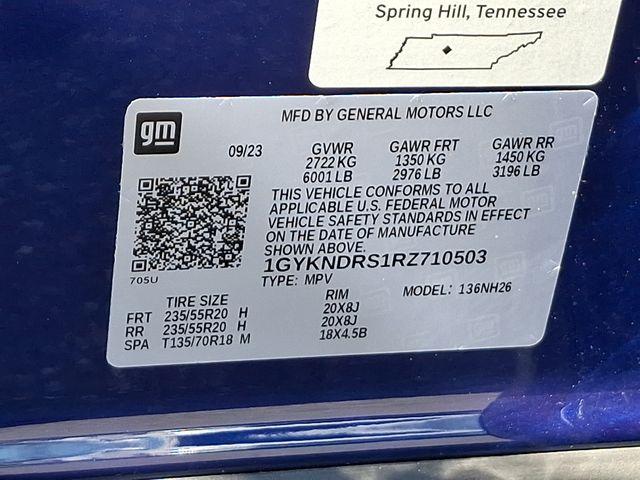 Spring Hill, Tennessee
gm
MFD BY GENERAL MOTORS LLC
09/23 GVWR GAWR FRT GAWR RR
2722 KG 1350 KG 1450 KG
6001 LB 2976 LB 3196 LB
THIS VEHICLE CONFORMS TO ALL
APPLICABLE U.S. FEDERAL MOTOR
VEHICLE SAFETY STANDARDS IN EFFECT
ON THE DATE OF MANUFACTURE
SHOWN ABOVE.
1GYKNDRS1RZ710503
705U
TYPE: MPV MODEL: 136NH26
TIRE SIZE RIM
FRT 235/55R20 H 20X8J
RR 235/55R20 H 20X8J
SPA T135/70R18 M 18X4.5B